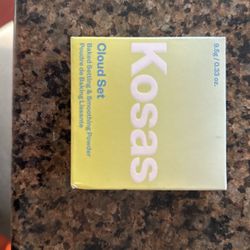 9.5g / 0.33 oz.
Kosas
Cloud Set
Baked Setting & Smoothing Powder
Poudre de Baking Lissante